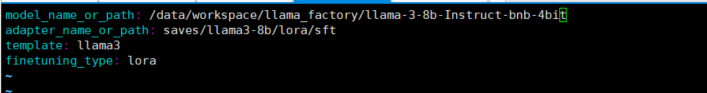 model_name_or_path: /data/workspace/llama_factory/llama-3-8b-Instruct-bnb-4bit
adapter_name_or_path: saves/llama3-8b/lora/sft
template: llama3
finetuning_type: lora
~
~